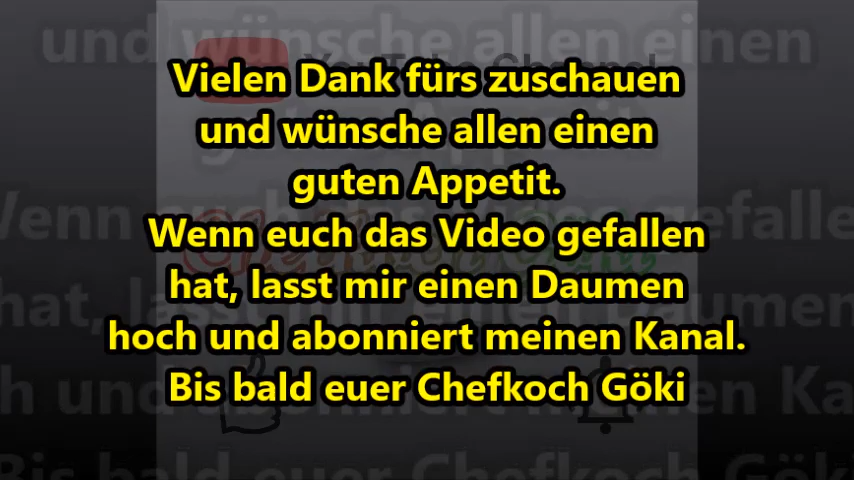 Vielen Dank fürs zuschauen
und wünsche allen einen
guten Appetit.
Wenn euch das Video gefallen
hat, lasst mir einen Daumen
hoch und abonniert meinen Kanal.
Bis bald euer Chefkoch Göki